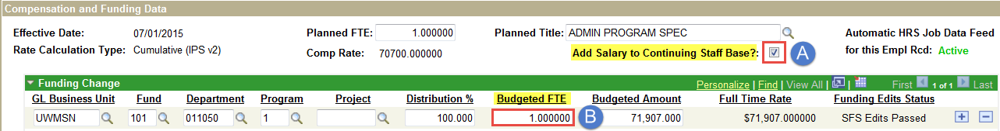 Compensation and Funding Data
Effective Date: 07/01/2015 Planned FTE: 1.000000 Planned Title: ADMIN PROGRAM SPEC Automatic HRS Job Data Feed
Rate Calculation Type: Cumulative (IPS v2) Comp Rate: 70700.000000 Add Salary to Continuing Staff Base?: A for this Empl Rcd: Active
Funding Change Personalize | Find | View All | | First 1 of 1 Last
GL Business Unit Fund Department Program Project Distribution % Budgeted FTE Budgeted Amount Full Time Rate Funding Edits Status
UWMSN 101 011050 1 100.000 1.000000 B 71,907.000 $71,907.000000 SFS Edits Passed